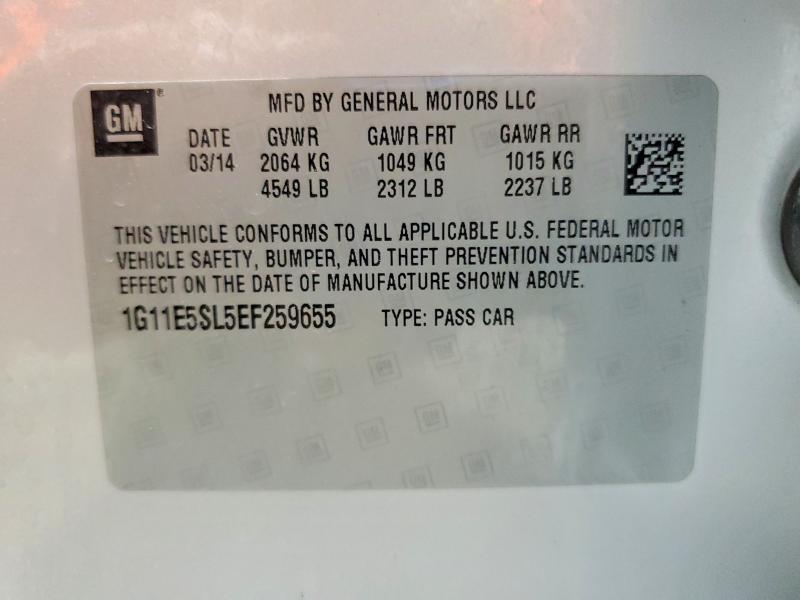 GM®
MFD BY GENERAL MOTORS LLC
DATE GVWR GAWR FRT GAWR RR
03/14 2064 KG 1049 KG 1015 KG
4549 LB 2312 LB 2237 LB
THIS VEHICLE CONFORMS TO ALL APPLICABLE U.S. FEDERAL MOTOR
VEHICLE SAFETY, BUMPER, AND THEFT PREVENTION STANDARDS IN
EFFECT ON THE DATE OF MANUFACTURE SHOWN ABOVE.
1G11E5SL5EF259655 TYPE: PASS CAR